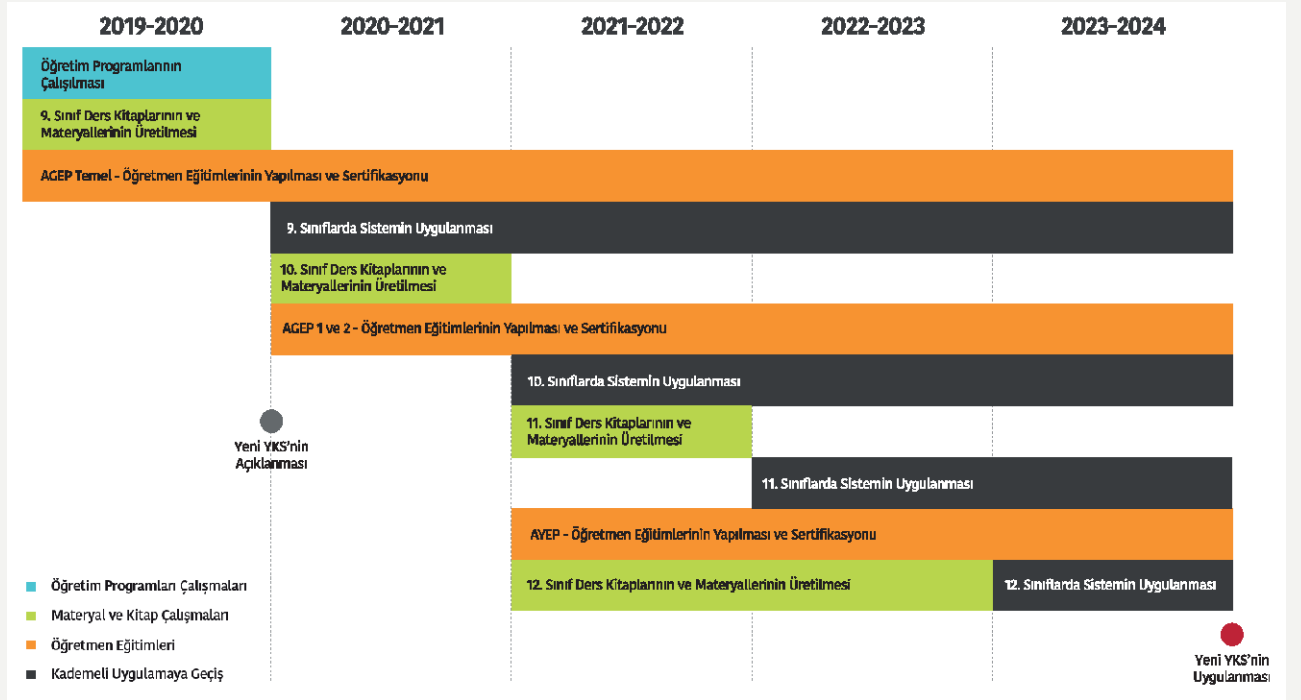 2019-2020
2020-2021
2021-2022
2022-2023
2023-2024
Öğretim Programlarının
Çalışılması
9. Sınıf Ders Kitaplarının ve
Materyallerinin Üretilmesi
AGEP Temel - Öğretmen Eğitimlerinin Yapılması ve Sertifikasyonu
9. Sınıflarda Sistemin Uygulanması
10. Sınıf Ders Kitaplarının ve
Materyallerinin Üretilmesi
AGEP 1 ve 2 - Öğretmen Eğitimlerinin Yapılması ve Sertifikasyonu
10. Sınıflarda Sistemin Uygulanması
11. Sınıf Ders Kitaplarının ve
Materyallerinin Üretilmesi
Yeni YKS'nin
Açıklanması
11. Sınıflarda Sistemin Uygulanması
AYEP - Öğretmen Eğitimlerinin Yapılması ve Sertifikasyonu
12. Sınıf Ders Kitaplarının ve Materyallerinin Üretilmesi
12. Sınıflarda Sistemin Uygulanması
Öğretim Programları Çalışmaları
Materyal ve Kitap Çalışmaları
Öğretmen Eğitimleri
Kademeli Uygulamaya Geçiş
Yeni YKS'nin
Uygulanması